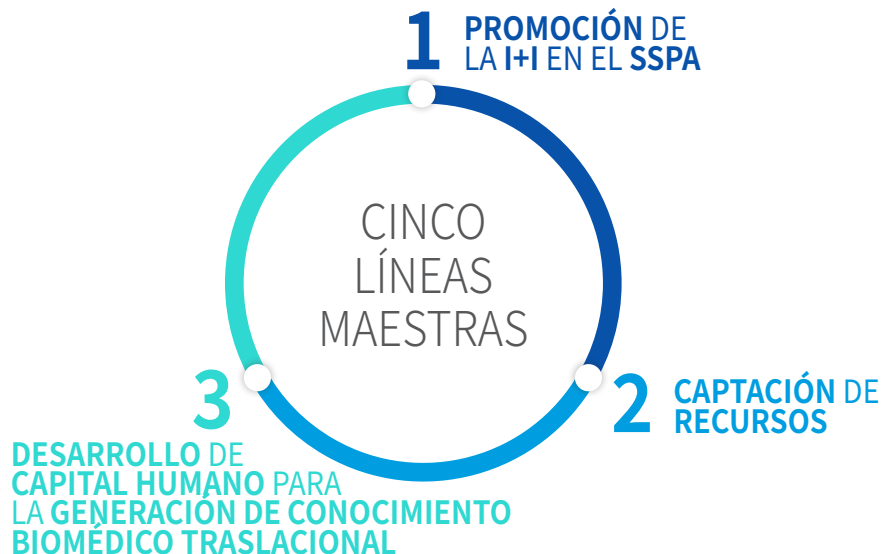 1 PROMOCIÓN DE
LA I+I EN EL SSPA
CINCO
LÍNEAS
MAESTRAS
2 CAPTACIÓN DE
RECURSOS
3
DESARROLLO DE
CAPITAL HUMANO PARA
LA GENERACIÓN DE CONOCIMIENTO
BIOMÉDICO TRASLACIONAL